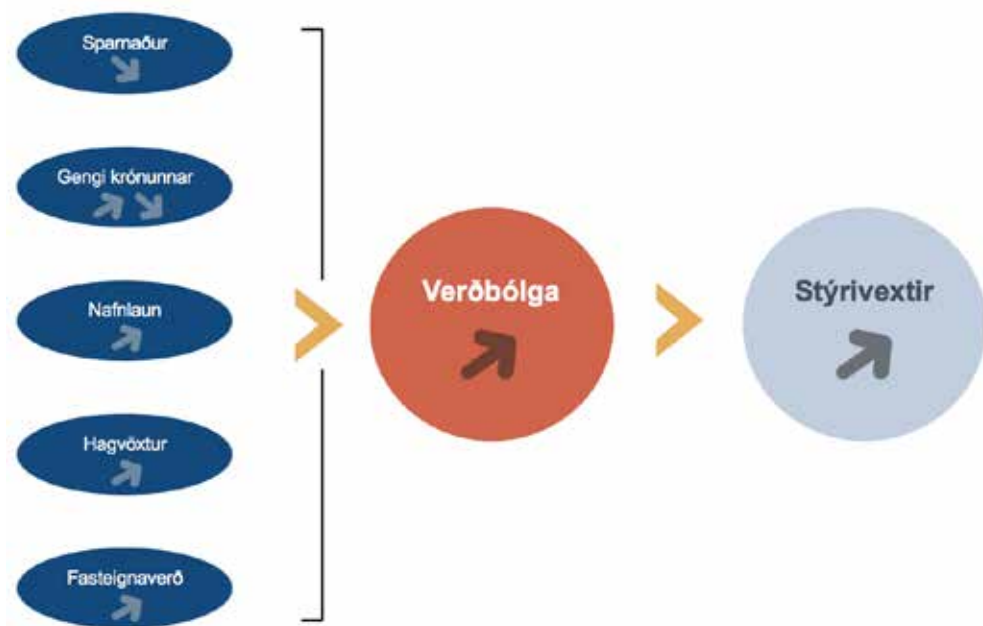 Sparnaður
Gengi krónunnar
Nafnlaun
Hagvöxtur
Fasteignaverð
Verðbólga
Stýrivextir